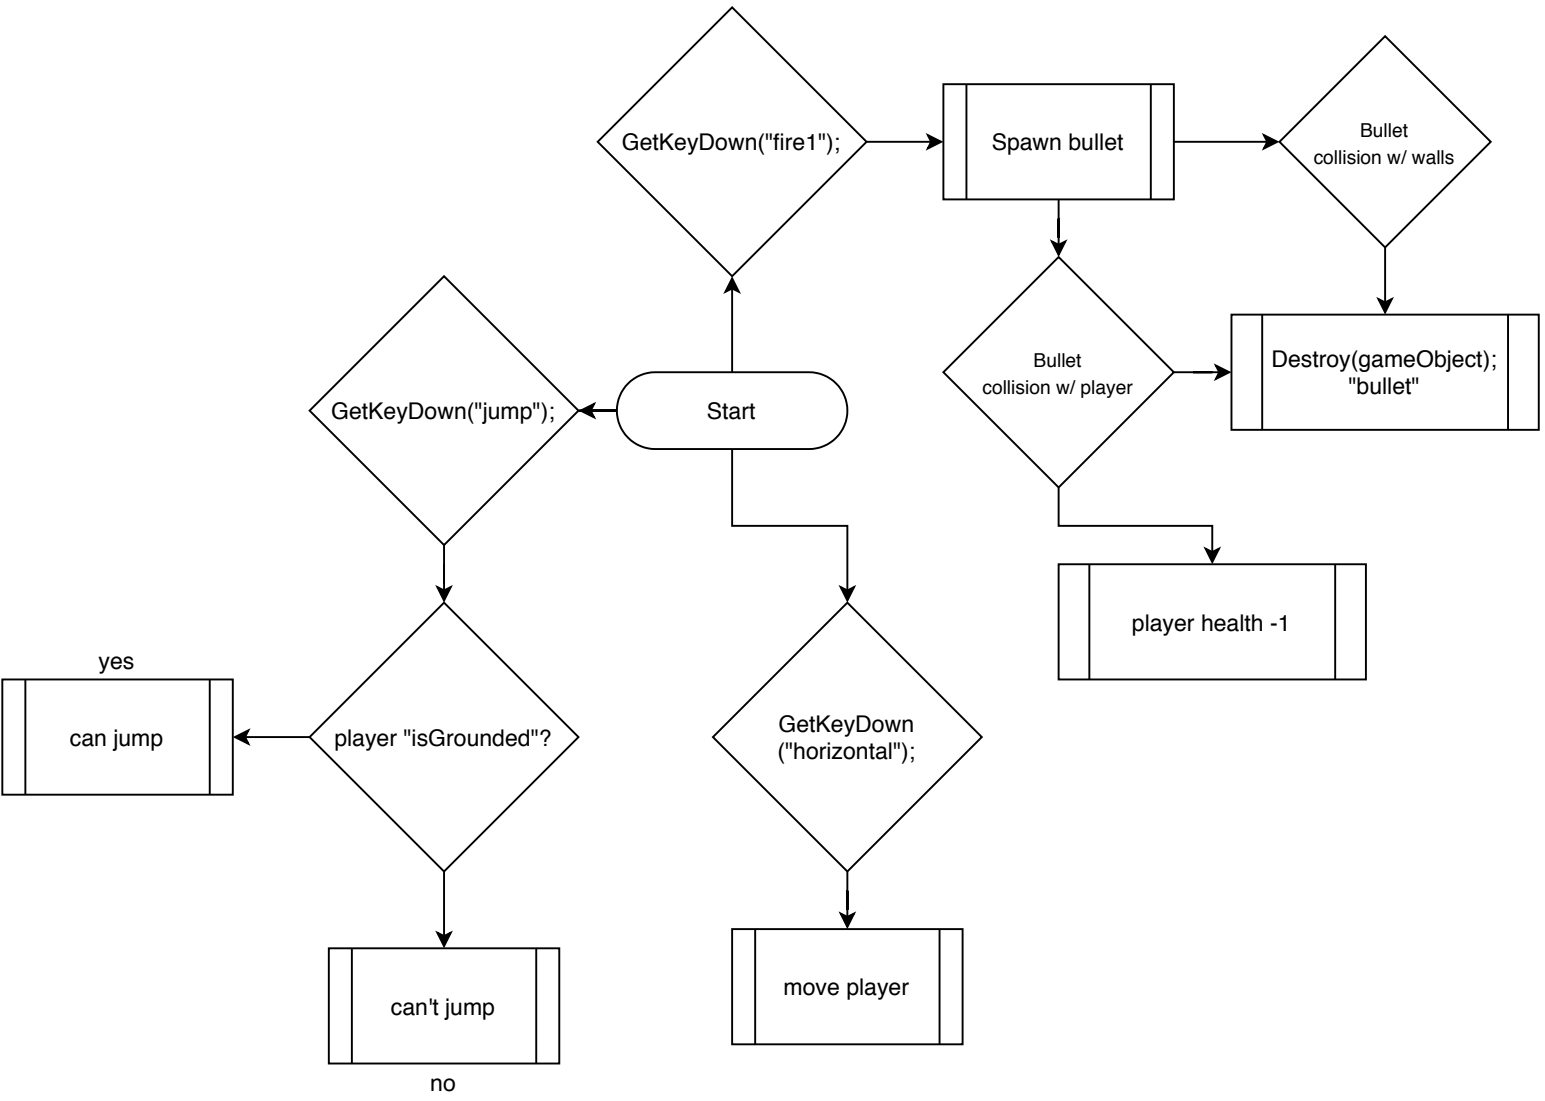 GetKeyDown("fire1");
Spawn bullet
Bullet
collision w/ walls
Bullet
collision w/ player
Destroy(gameObject);
"bullet"
GetKeyDown("jump");
Start
player health -1
yes
can jump
player "isGrounded"?
GetKeyDown
("horizontal");
can't jump
no
move player